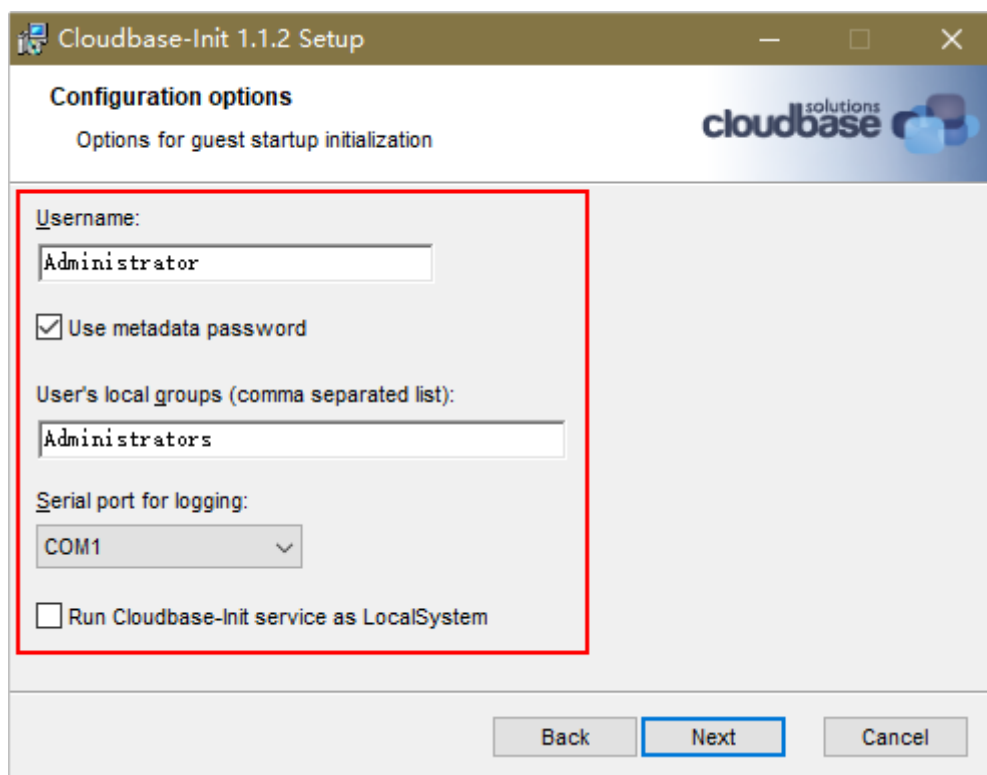 Cloudbase-Init 1.1.2 Setup
Configuration options
Options for guest startup initialization
cloudbase solutions
Username:
Administrator
Use metadata password
User's local groups (comma separated list):
Administrators
Serial port for logging:
COM1
Run Cloudbase-Init service as LocalSystem
Back Next Cancel